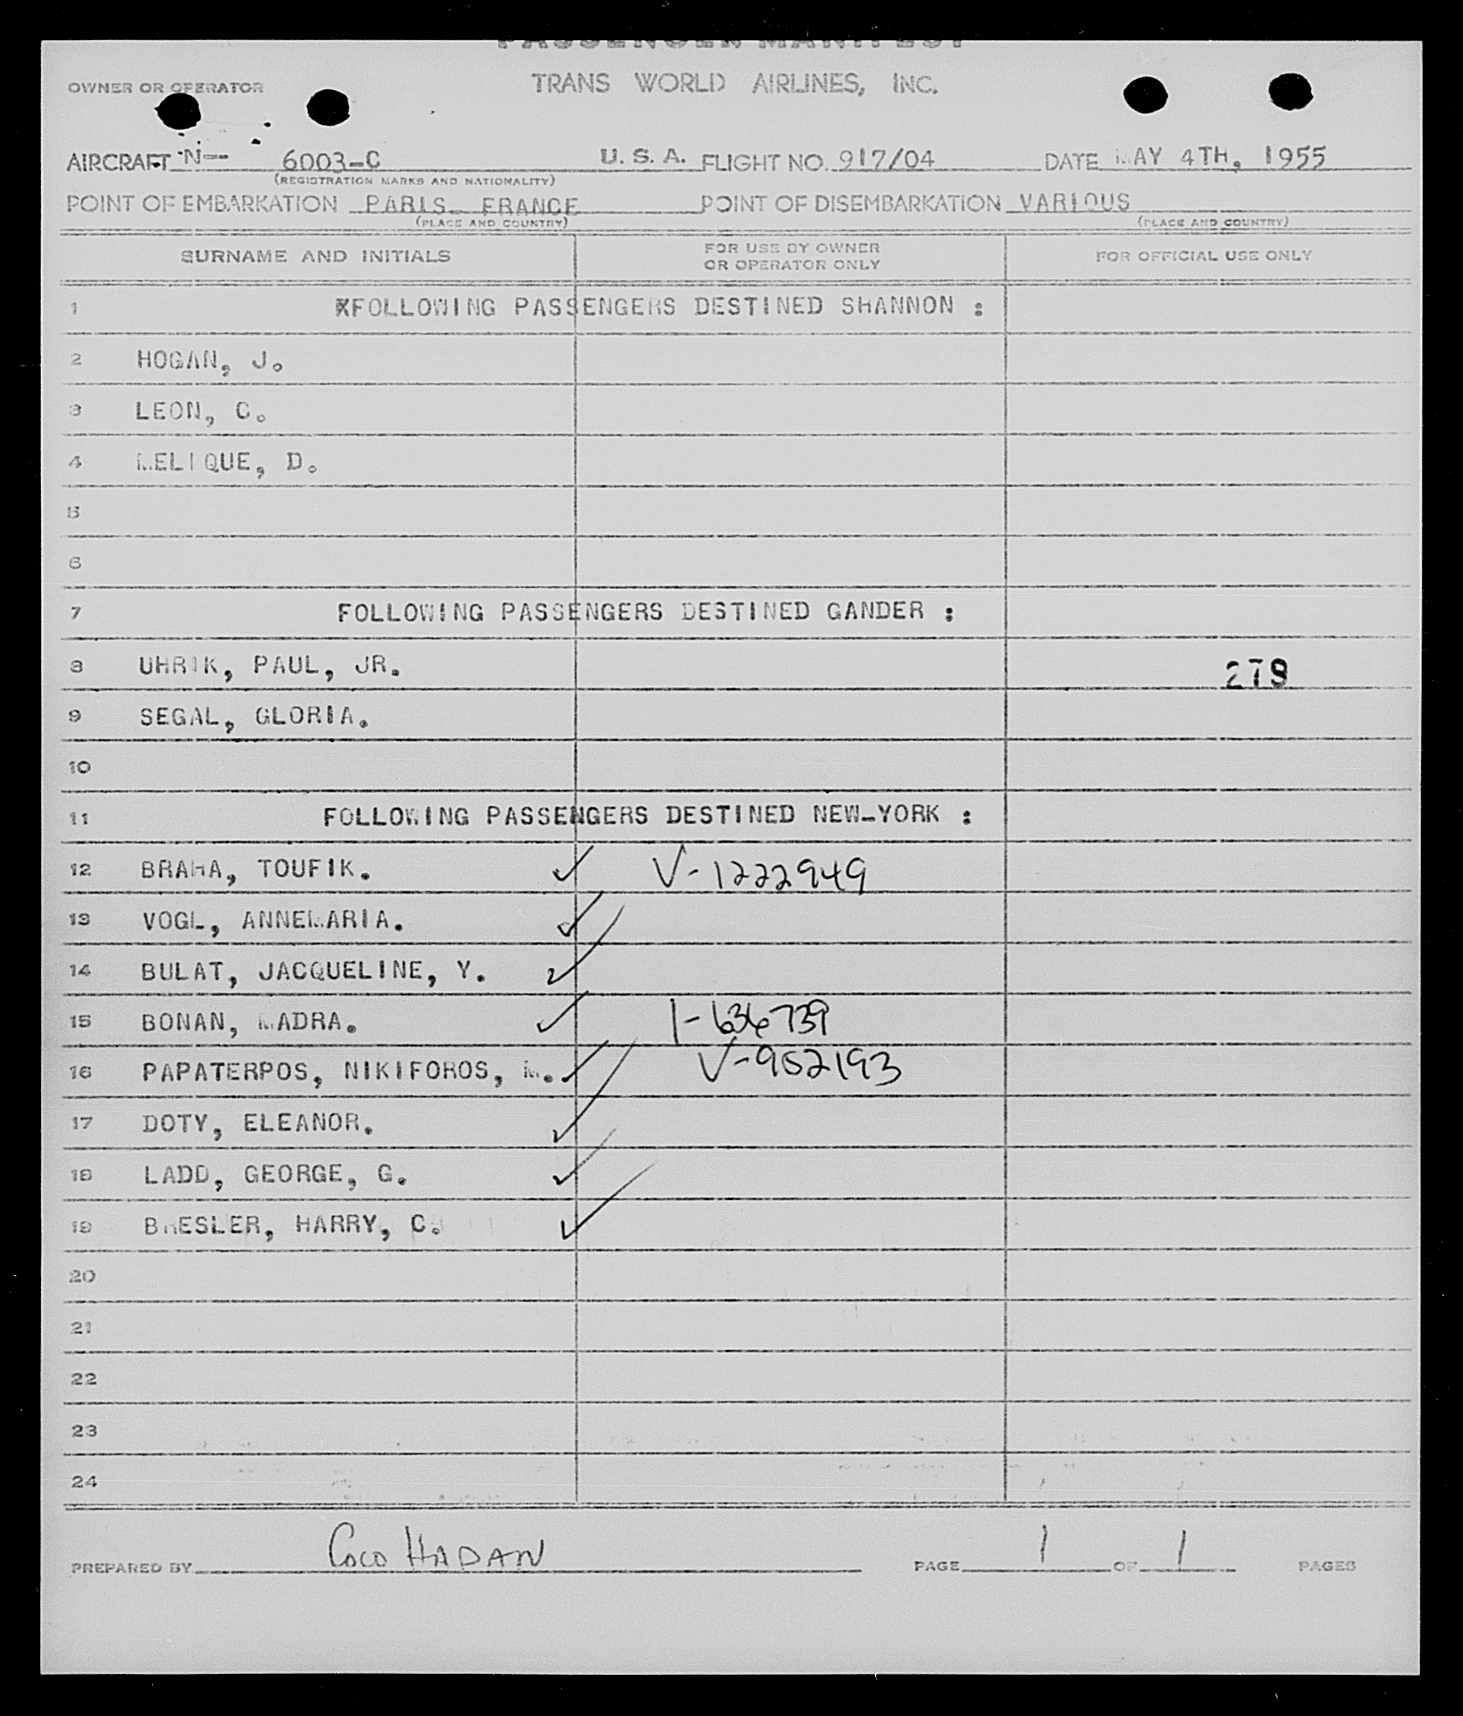 PASSENGER MANIFEST
OWNER OR OPERATOR TRANS WORLD AIRLINES, INC.
AIRCRAFT N-- 6003-C U.S.A. FLIGHT NO. 917/04 DATE MAY 4TH, 1955
(REGISTRATION MARKS AND NATIONALITY)
POINT OF EMBARKATION PARIS FRANCE POINT OF DISEMBARKATION VARIOUS
(PLACE AND COUNTRY) (PLACE AND COUNTRY)
SURNAME AND INITIALS FOR USE BY OWNER OR OPERATOR ONLY FOR OFFICIAL USE ONLY
1 FOLLOWING PASSENGERS DESTINED SHANNON :
2 HOGAN, J.
3 LEON, C.
4 MELIQUE, D.
5
6
7 FOLLOWING PASSENGERS DESTINED GANDER :
8 UHRIK, PAUL, JR. 279
9 SEGAL, GLORIA.
10
11 FOLLOWING PASSENGERS DESTINED NEW-YORK :
12 BRAHA, TOUFIK. ✓ V-1222949
13 VOGL, ANNEMARIA. ✓
14 BULAT, JACQUELINE, Y. ✓
15 BONAN, MADRA. ✓ 1-636739
16 PAPATERPOS, NIKIFOROS, M. ✓ V-952193
17 DOTY, ELEANOR. ✓
18 LADD, GEORGE, G. ✓
19 BRESLER, HARRY, C. ✓
20
21
22
23
24
PREPARED BY Coco HADAN PAGE 1 OF 1 PAGES